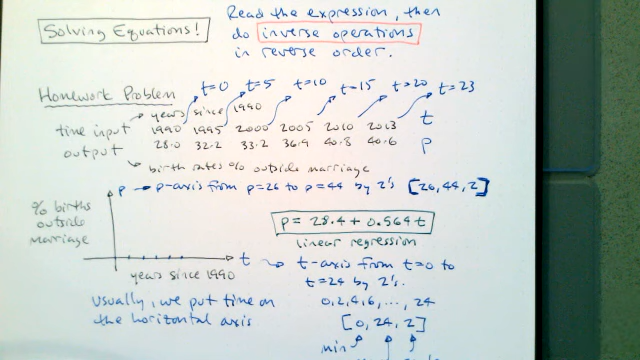 Solving Equations!
Read the expression, then
do inverse operations
in reverse order.
Homework Problem
t=0 t=5 t=10 t=15 t=20 t=23
years since 1990
time input 1990 1995 2000 2005 2010 2013 t
output 28.0 32.2 33.2 36.9 40.8 40.6 P
birth rates % outside marriage
P → p-axis from p=26 to p=44 by 2's [26,44,2]
% births
outside
marriage
P = 28.4 + 0.564t
linear regression
t
years since 1990
t-axis from t=0 to
t=24 by 2's.
0,2,4,6,...,24
[0,24,2]
min
usually, we put time on
the horizontal axis